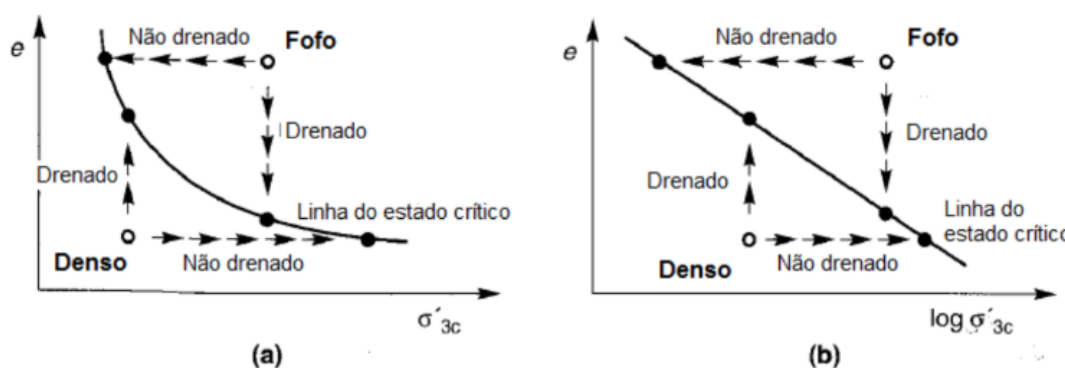 e
Não drenado
Fofo
Drenado
Drenado
Linha do estado crítico
Denso
Não drenado
σ´3c
(a)
e
Não drenado
Fofo
Drenado
Drenado
Linha do
estado crítico
Denso
Não drenado
log σ´3c
(b)